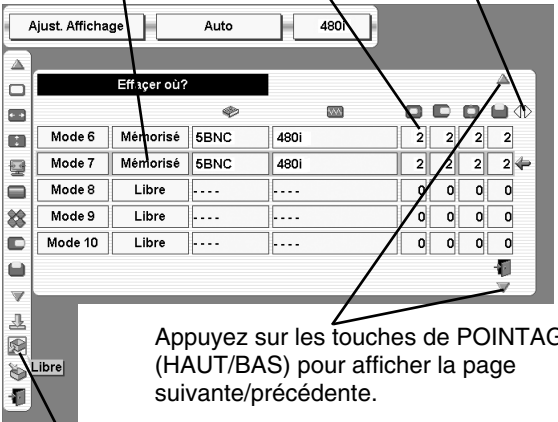 Ajust. Affichage Auto 480i
Effaçer où?
Mode 6 Mémorisé 5BNC 480i 2 2 2 2
Mode 7 Mémorisé 5BNC 480i 2 2 2 2
Mode 8 Libre ---- ---- 0 0 0 0
Mode 9 Libre ---- ---- 0 0 0 0
Mode 10 Libre ---- ---- 0 0 0 0
Libre
Appuyez sur les touches de POINTAG
(HAUT/BAS) pour afficher la page
suivante/précédente.